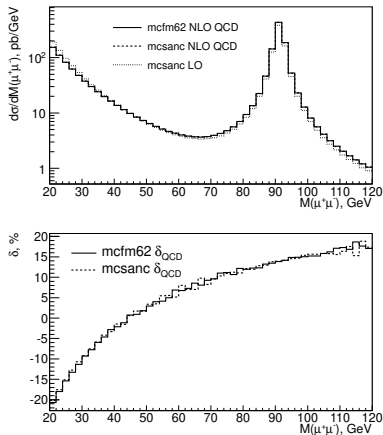 dσ/dM(μ⁺μ⁻), pb/GeV
mcfm62 NLO QCD
mcsanc NLO QCD
mcsanc LO
10²
10
1
20 30 40 50 60 70 80 90 100 110 120
M(μ⁺μ⁻), GeV
δ, %
mcfm62 δQCD
mcsanc δQCD
20
15
10
5
0
-5
-10
-15
-20
20 30 40 50 60 70 80 90 100 110 120
M(μ⁺μ⁻), GeV